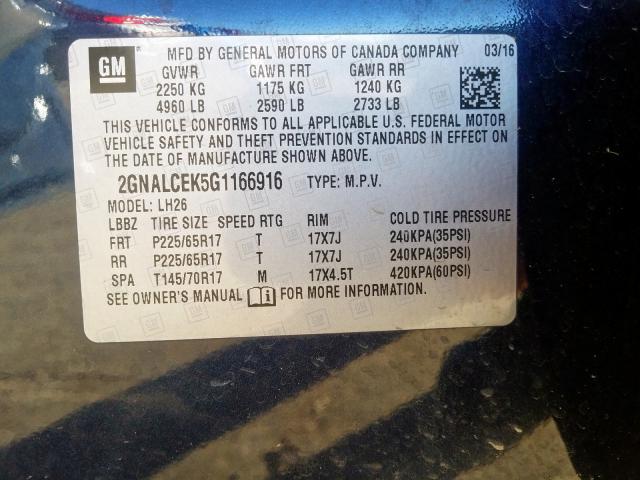 GM
MFD BY GENERAL MOTORS OF CANADA COMPANY 03/16
GVWR GAWR FRT GAWR RR
2250 KG 1175 KG 1240 KG
4960 LB 2590 LB 2733 LB
THIS VEHICLE CONFORMS TO ALL APPLICABLE U.S. FEDERAL MOTOR
VEHICLE SAFETY AND THEFT PREVENTION STANDARDS IN EFFECT ON
THE DATE OF MANUFACTURE SHOWN ABOVE.
2GNALCEK5G1166916 TYPE: M.P.V.
MODEL: LH26
LBBZ TIRE SIZE SPEED RTG RIM COLD TIRE PRESSURE
FRT P225/65R17 T 17X7J 240KPA(35PSI)
RR P225/65R17 T 17X7J 240KPA(35PSI)
SPA T145/70R17 M 17X4.5T 420KPA(60PSI)
SEE OWNER'S MANUAL FOR MORE INFORMATION.